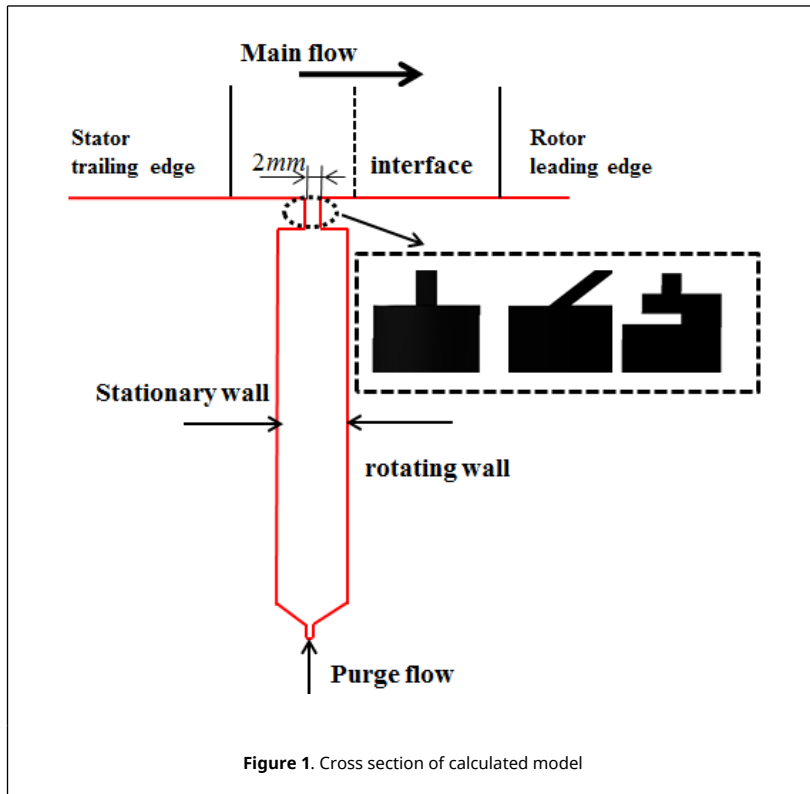 Main flow
Stator
trailing edge
2mm
interface
Rotor
leading edge
Stationary wall
rotating wall
Purge flow
Figure 1. Cross section of calculated model